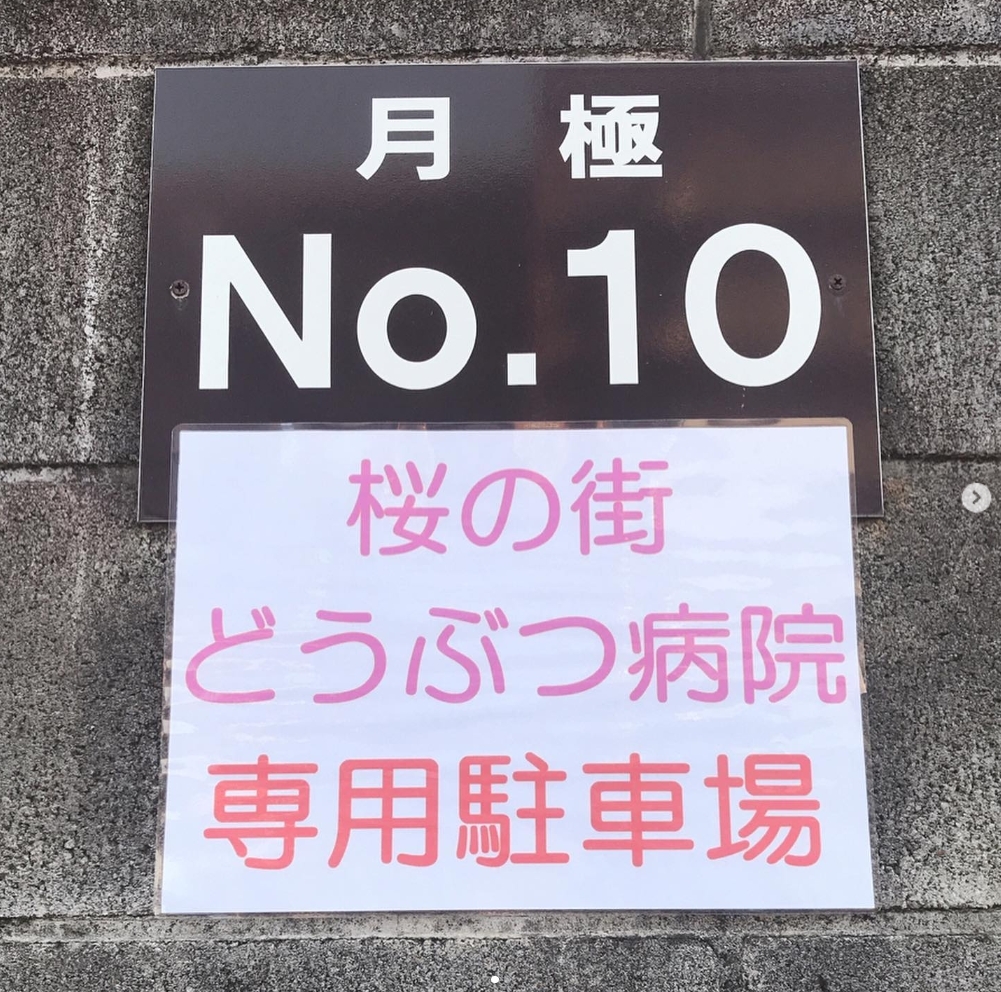 月 極
No.10
桜の街
どうぶつ病院
専用駐車場